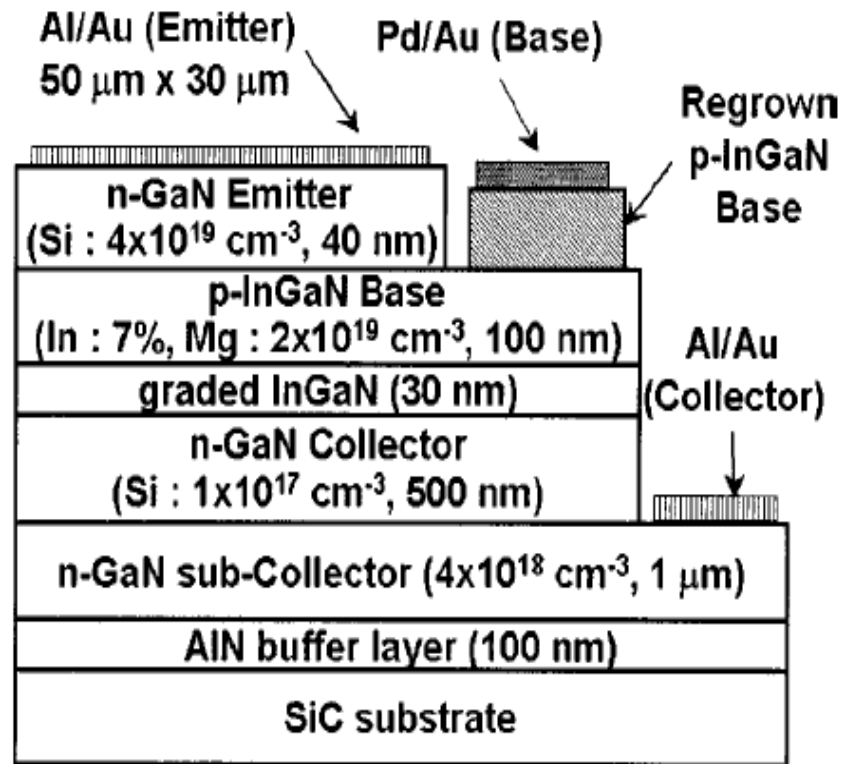 Al/Au (Emitter)
50 μm x 30 μm
Pd/Au (Base)
Regrown
p-InGaN
Base
n-GaN Emitter
(Si : 4x10¹⁹ cm⁻³, 40 nm)
p-InGaN Base
(In : 7%, Mg : 2x10¹⁹ cm⁻³, 100 nm)
Al/Au
(Collector)
graded InGaN (30 nm)
n-GaN Collector
(Si : 1x10¹⁷ cm⁻³, 500 nm)
n-GaN sub-Collector (4x10¹⁸ cm⁻³, 1 μm)
AlN buffer layer (100 nm)
SiC substrate